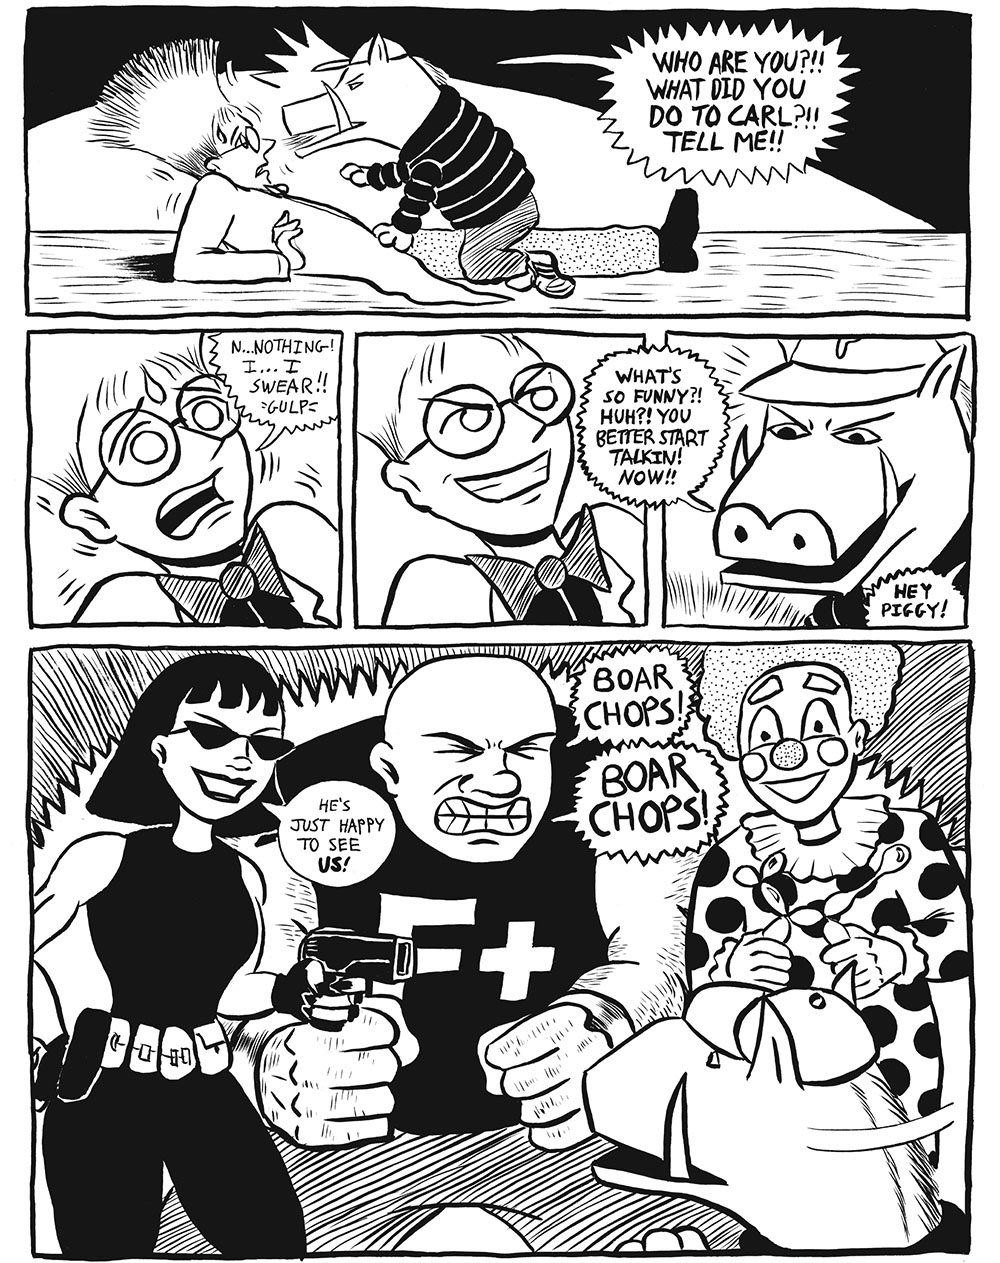 WHO ARE YOU?!!
WHAT DID YOU
DO TO CARL?!!
TELL ME!!
N...NOTHING!
I... I
SWEAR!!
=GULP=
WHAT'S
SO FUNNY?!
HUH?! YOU
BETTER START
TALKIN!
NOW!!
HEY
PIGGY!
BOAR
CHOPS!
BOAR
CHOPS!
HE'S
JUST HAPPY
TO SEE
US!
F+